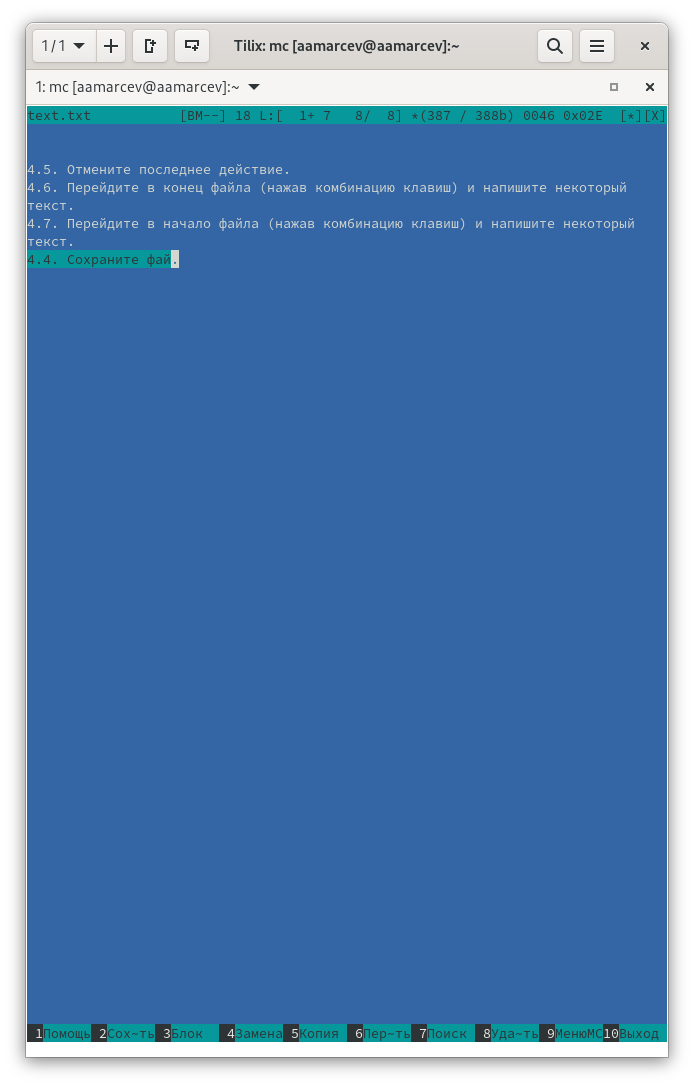 1 / 1 Tilix: mc [aamarcev@aamarcev]:~
1: mc [aamarcev@aamarcev]:~
text.txt [BM--] 18 L:[ 1+ 7 8/ 8] *(387 / 388b) 0046 0x02E [*][X]
4.5. Отмените последнее действие.
4.6. Перейдите в конец файла (нажав комбинацию клавиш) и напишите некоторый
текст.
4.7. Перейдите в начало файла (нажав комбинацию клавиш) и напишите некоторый
текст.
4.4. Сохраните фай.
1Помощь 2Сох~ть 3Блок 4Замена 5Копия 6Пер~ть 7Поиск 8Уда~ть 9МенюMC 10Выход